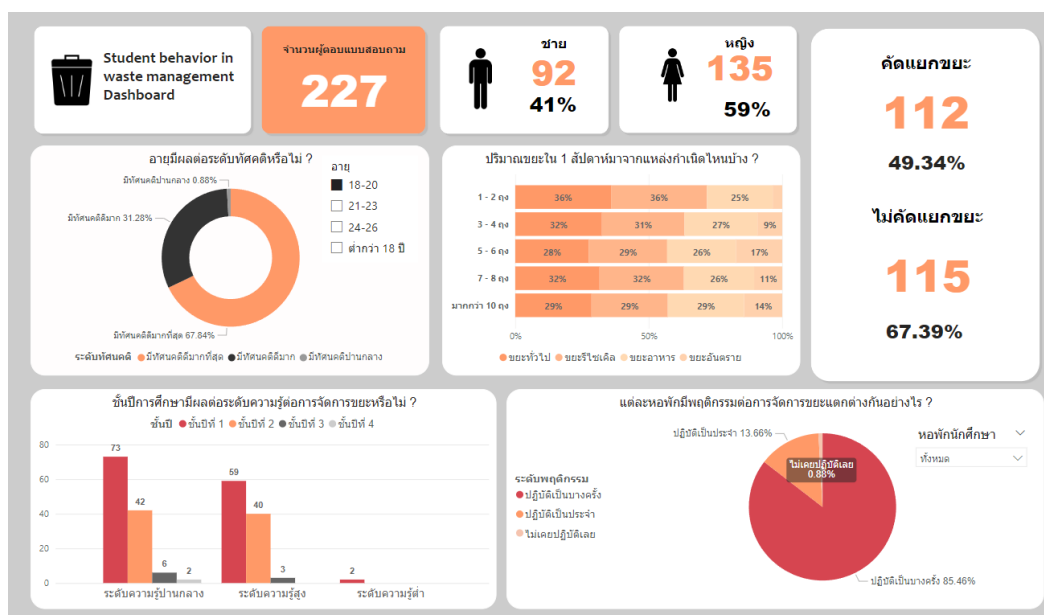 Student behavior in
waste management
Dashboard
จำนวนผู้ตอบแบบสอบถาม
227
ชาย
92
41%
หญิง
135
59%
คัดแยกขยะ
112
49.34%
ไม่คัดแยกขยะ
115
67.39%
อายุมีผลต่อระดับทัศคติหรือไม่ ?
มีทัศนคติปานกลาง 0.88%
มีทัศนคติดีมาก 31.28%
มีทัศนคติดีมากที่สุด 67.84%
อายุ
18-20
21-23
24-26
ต่ำกว่า 18 ปี
ระดับทัศนคติ มีทัศนคติดีมากที่สุด มีทัศนคติดีมาก มีทัศนคติปานกลาง
ปริมาณขยะใน 1 สัปดาห์มาจากแหล่งกำเนิดไหนบ้าง ?
1 - 2 ถุง 36% 36% 25%
3 - 4 ถุง 32% 31% 27% 9%
5 - 6 ถุง 28% 29% 26% 17%
7 - 8 ถุง 32% 32% 26% 11%
มากกว่า 10 ถุง 29% 29% 29% 14%
0% 50% 100%
ขยะทั่วไป ขยะรีไซเคิล ขยะอาหาร ขยะอันตราย
ชั้นปีการศึกษามีผลต่อระดับความรู้ต่อการจัดการขยะหรือไม่ ?
ชั้นปี ชั้นปีที่ 1 ชั้นปีที่ 2 ชั้นปีที่ 3 ชั้นปีที่ 4
80
60
40
20
0
73
42
6
2
59
40
3
2
ระดับความรู้ปานกลาง ระดับความรู้สูง ระดับความรู้ต่ำ
แต่ละหอพักมีพฤติกรรมต่อการจัดการขยะแตกต่างกันอย่างไร ?
ระดับพฤติกรรม
ปฏิบัติเป็นบางครั้ง
ปฏิบัติเป็นประจำ
ไม่เคยปฏิบัติเลย
ปฏิบัติเป็นประจำ 13.66%
ไม่เคยปฏิบัติเลย
0.88%
ปฏิบัติเป็นบางครั้ง 85.46%
หอพักนักศึกษา
ทั้งหมด